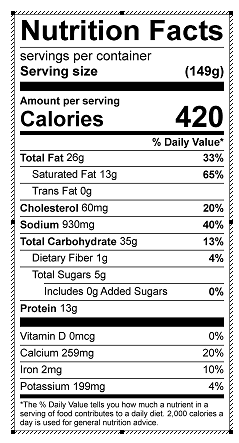 Nutrition Facts
servings per container
Serving size (149g)
Amount per serving
Calories 420
% Daily Value*
Total Fat 26g 33%
Saturated Fat 13g 65%
Trans Fat 0g
Cholesterol 60mg 20%
Sodium 930mg 40%
Total Carbohydrate 35g 13%
Dietary Fiber 1g 4%
Total Sugars 5g
Includes 0g Added Sugars 0%
Protein 13g
Vitamin D 0mcg 0%
Calcium 259mg 20%
Iron 2mg 10%
Potassium 199mg 4%
*The % Daily Value tells you how much a nutrient in a
serving of food contributes to a daily diet. 2,000 calories a
day is used for general nutrition advice.